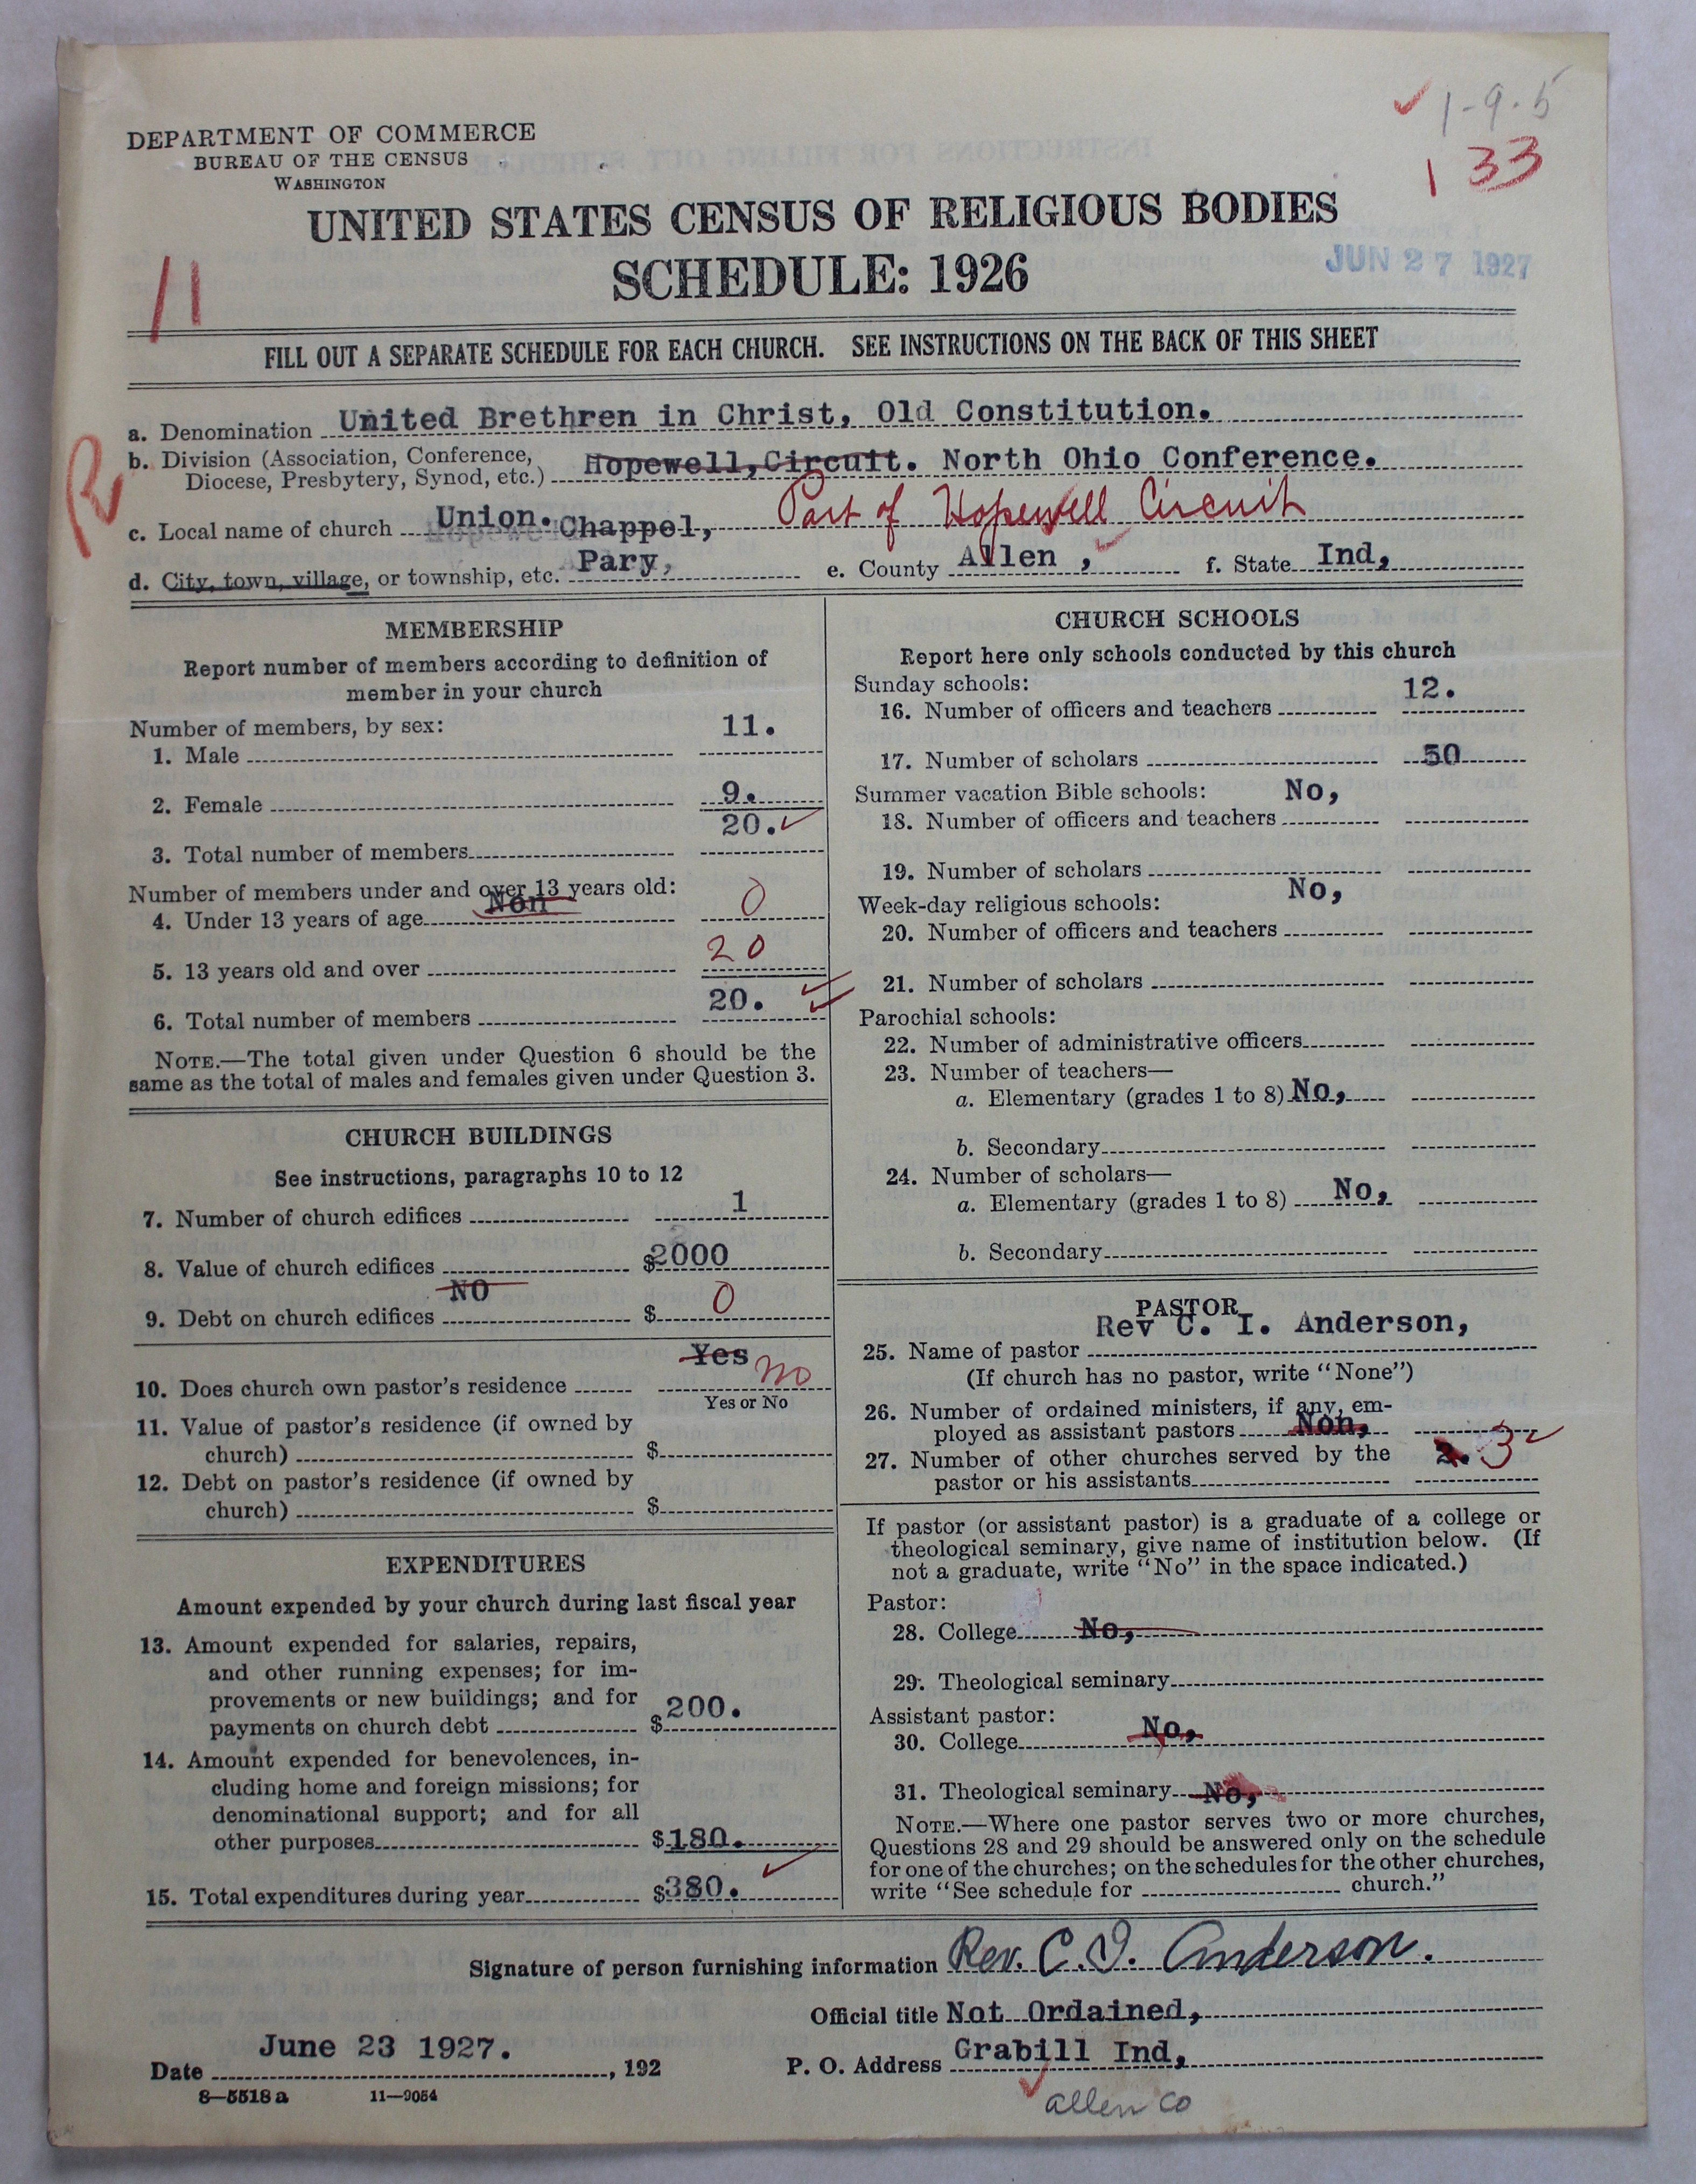 1-9-5
133
DEPARTMENT OF COMMERCE
BUREAU OF THE CENSUS
WASHINGTON
UNITED STATES CENSUS OF RELIGIOUS BODIES
SCHEDULE: 1926
JUN 27 1927
11
FILL OUT A SEPARATE SCHEDULE FOR EACH CHURCH. SEE INSTRUCTIONS ON THE BACK OF THIS SHEET
R
a. Denomination United Brethren in Christ, Old Constitution.
b. Division (Association, Conference, Diocese, Presbytery, Synod, etc.) Hopewell, Circuit. North Ohio Conference.
c. Local name of church Union. Chappel, Part of Hopewell Circuit
d. City, town, village, or township, etc. Pary, e. County Allen, f. State Ind,
MEMBERSHIP
Report number of members according to definition of
member in your church
Number of members, by sex:
1. Male 11.
2. Female 9.
3. Total number of members 20.
Number of members under and over 13 years old:
4. Under 13 years of age Non 0
5. 13 years old and over 20
6. Total number of members 20.
NOTE.—The total given under Question 6 should be the
same as the total of males and females given under Question 3.
CHURCH BUILDINGS
See instructions, paragraphs 10 to 12
7. Number of church edifices 1
8. Value of church edifices $2000
9. Debt on church edifices NO $ 0
10. Does church own pastor's residence Yes no
Yes or No
11. Value of pastor's residence (if owned by
church) $
12. Debt on pastor's residence (if owned by
church) $
EXPENDITURES
Amount expended by your church during last fiscal year
13. Amount expended for salaries, repairs,
and other running expenses; for im-
provements or new buildings; and for
payments on church debt $200.
14. Amount expended for benevolences, in-
cluding home and foreign missions; for
denominational support; and for all
other purposes $180.
15. Total expenditures during year $380.
CHURCH SCHOOLS
Report here only schools conducted by this church
Sunday schools:
16. Number of officers and teachers 12.
17. Number of scholars 50
Summer vacation Bible schools: No,
18. Number of officers and teachers
19. Number of scholars
Week-day religious schools: No,
20. Number of officers and teachers
21. Number of scholars
Parochial schools:
22. Number of administrative officers
23. Number of teachers—
a. Elementary (grades 1 to 8) No,
b. Secondary
24. Number of scholars—
a. Elementary (grades 1 to 8) No,
b. Secondary
PASTOR
25. Name of pastor Rev C. I. Anderson,
(If church has no pastor, write "None")
26. Number of ordained ministers, if any, em-
ployed as assistant pastors Non,
27. Number of other churches served by the
pastor or his assistants 2. 3
If pastor (or assistant pastor) is a graduate of a college or
theological seminary, give name of institution below. (If
not a graduate, write "No" in the space indicated.)
Pastor:
28. College No,
29. Theological seminary
Assistant pastor:
30. College No,
31. Theological seminary No,
NOTE.—Where one pastor serves two or more churches,
Questions 28 and 29 should be answered only on the schedule
for one of the churches; on the schedules for the other churches,
write "See schedule for church."
Signature of person furnishing information Rev. C. I. Anderson.
Official title Not Ordained,
Date June 23 1927. , 192 P. O. Address Grabill Ind,
8—5518 a 11—9054
allen co